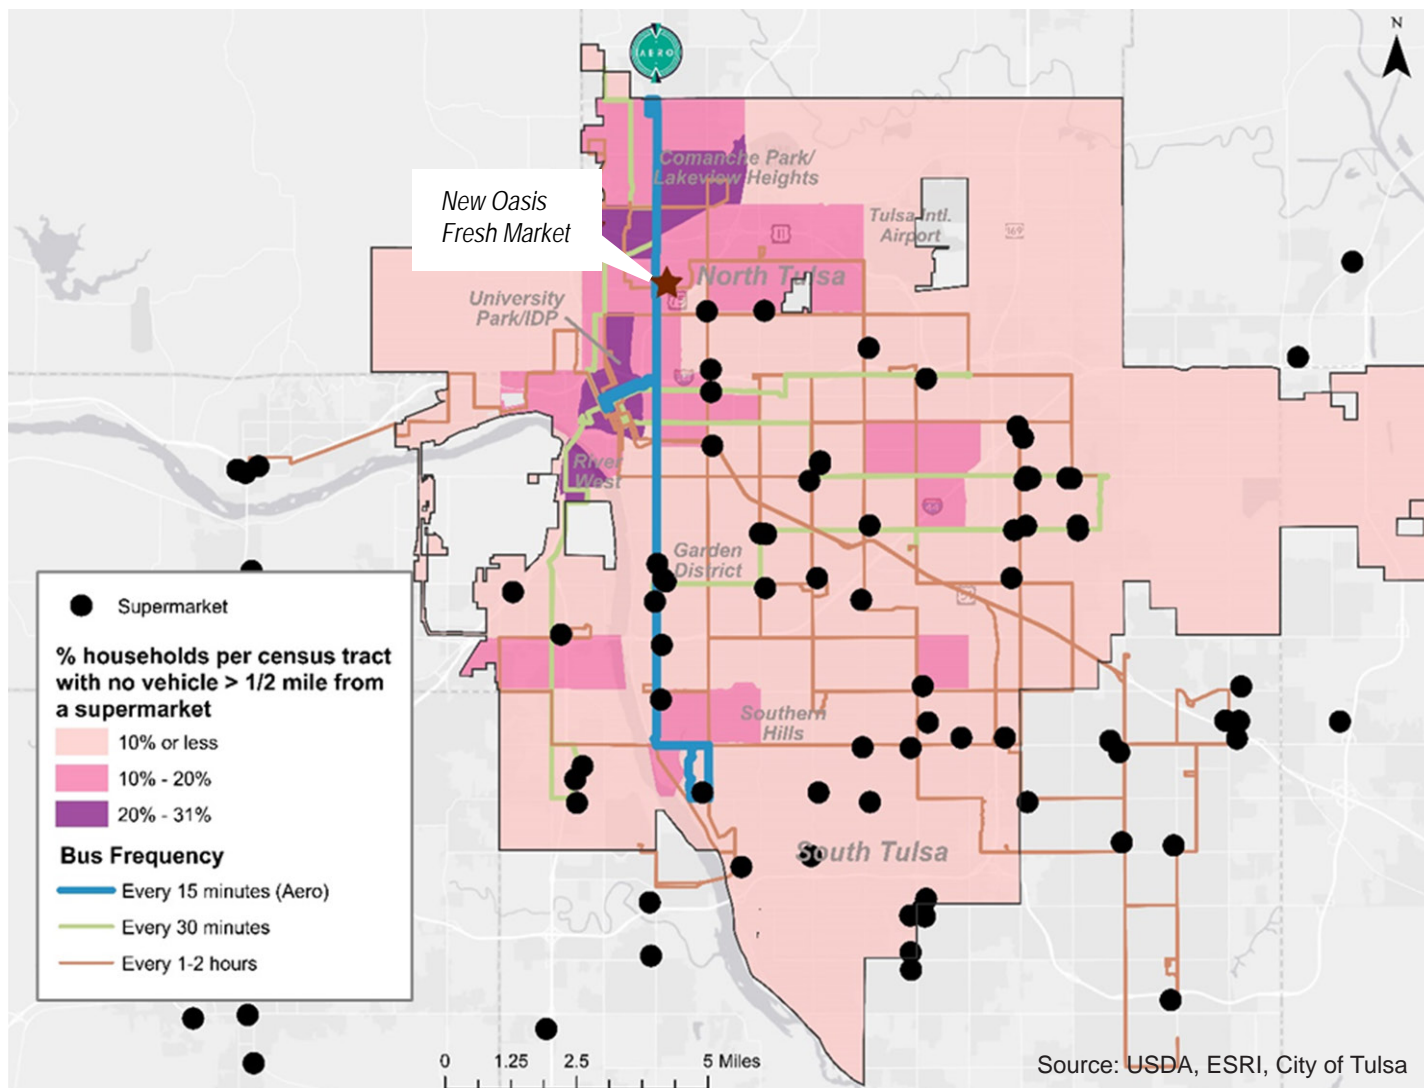 AERO
N
Comanche Park/
Lakeview Heights
New Oasis
Fresh Market
Tulsa Intl.
Airport
169
11
North Tulsa
University
Park/IDP
River
West
44
Garden
District
Southern
Hills
South Tulsa
Supermarket
% households per census tract
with no vehicle > 1/2 mile from
a supermarket
10% or less
10% - 20%
20% - 31%
Bus Frequency
Every 15 minutes (Aero)
Every 30 minutes
Every 1-2 hours
0 1.25 2.5 5 Miles
Source: USDA, ESRI, City of Tulsa